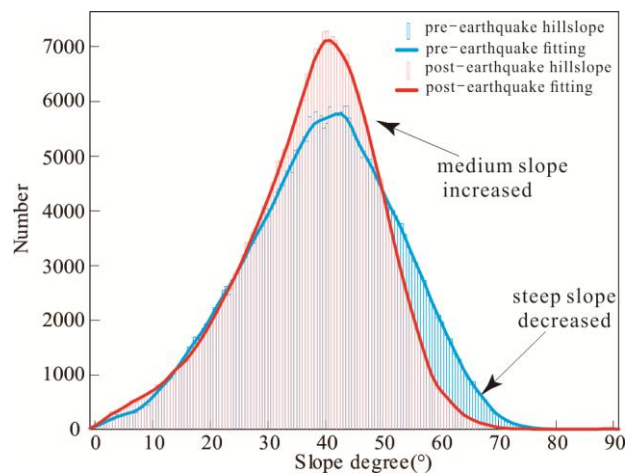 7000
6000
5000
4000
3000
2000
1000
0
Number
pre-earthquake hillslope
pre-earthquake fitting
post-earthquake hillslope
post-earthquake fitting
medium slope
increased
steep slope
decreased
0 10 20 30 40 50 60 70 80 90
Slope degree(°)